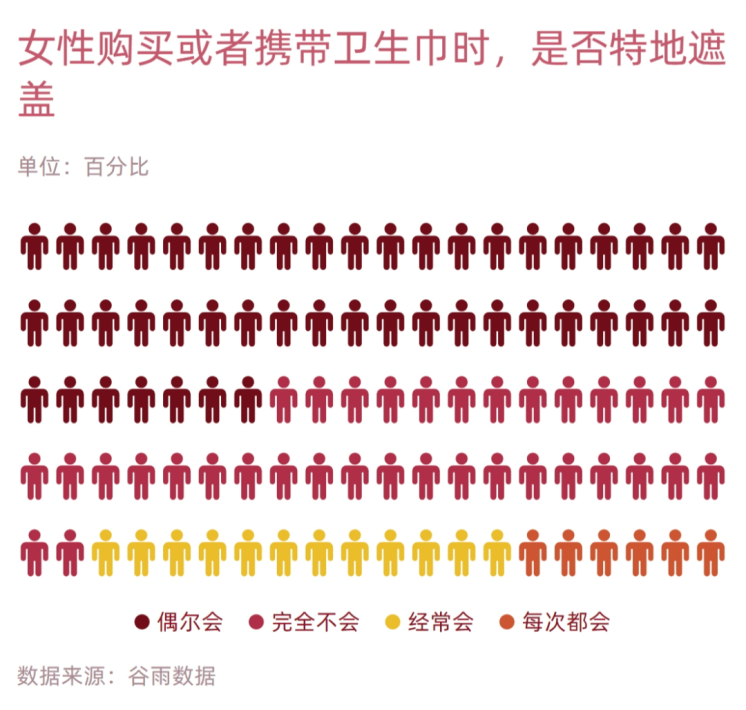 女性购买或者携带卫生巾时，是否特地遮
盖
单位：百分比
偶尔会 完全不会 经常会 每次都会
数据来源：谷雨数据